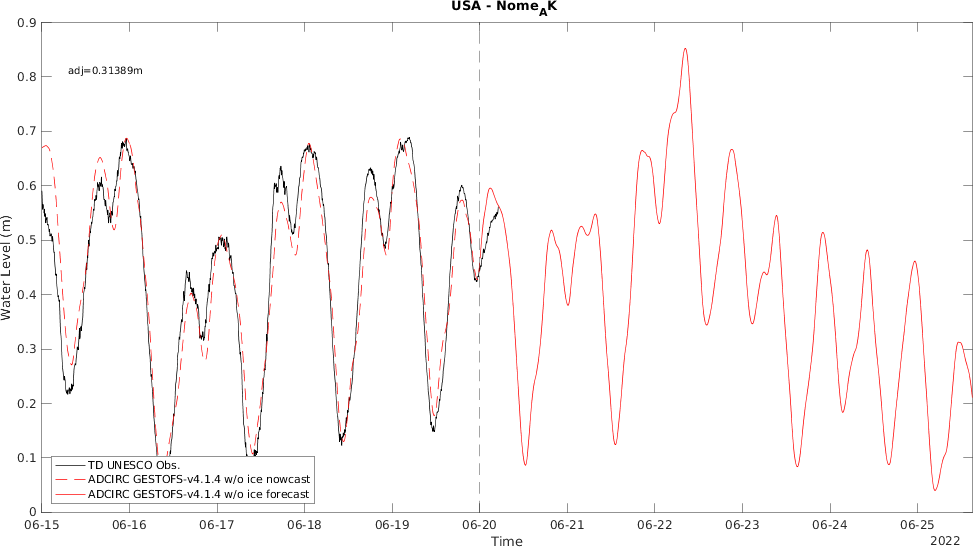 USA - Nome_AK
0.9
adj=0.31389m
0.8
0.7
0.6
0.5
0.4
0.3
0.2
0.1
0
Water Level (m)
TD UNESCO Obs.
ADCIRC GESTOFS-v4.1.4 w/o ice nowcast
ADCIRC GESTOFS-v4.1.4 w/o ice forecast
06-15 06-16 06-17 06-18 06-19 06-20 06-21 06-22 06-23 06-24 06-25
Time
2022